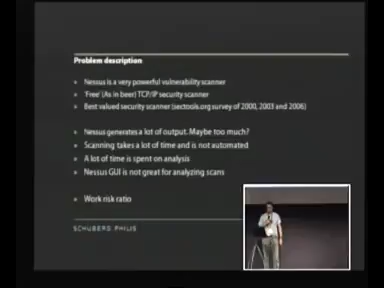 Problem description
Nessus is a very powerful vulnerability scanner
'Free' (As in beer) TCP/IP security scanner
Best valued security scanner (sectools.org survey of 2000, 2003 and 2006)
Nessus generates a lot of output. Maybe too much?
Scanning takes a lot of time and is not automated
A lot of time is spent on analysis
Nessus GUI is not great for analyzing scans
Work risk ratio
SCHUBERG PHILIS